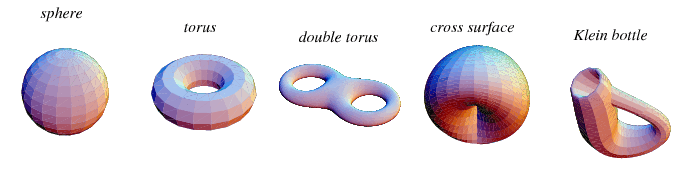 sphere
torus
double torus
cross surface
Klein bottle